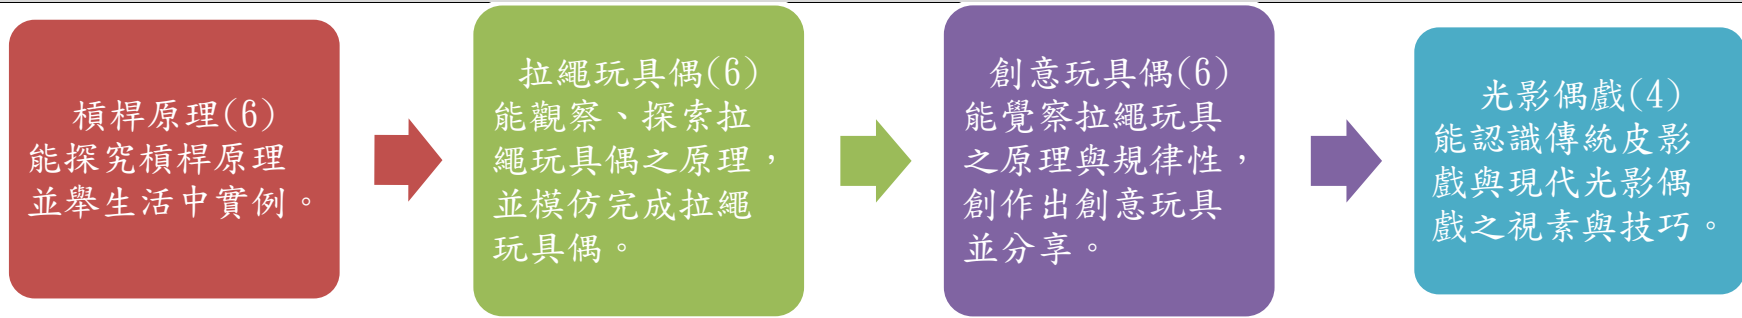 槓桿原理(6)
能探究槓桿原理
並舉生活中實例。
拉繩玩具偶(6)
能觀察、探索拉
繩玩具偶之原理，
並模仿完成拉繩
玩具偶。
創意玩具偶(6)
能覺察拉繩玩具
之原理與規律性，
創作出創意玩具
並分享。
光影偶戲(4)
能認識傳統皮影
戲與現代光影偶
戲之視素與技巧。